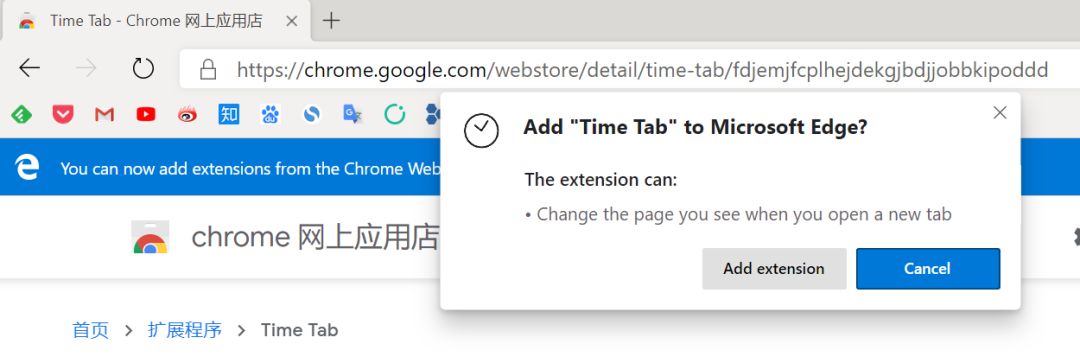 Time Tab - Chrome 网上应用店
https://chrome.google.com/webstore/detail/time-tab/fdjemjfcplhejdekgjbdjjobbkipoddd
知
You can now add extensions from the Chrome Web
Add "Time Tab" to Microsoft Edge?
The extension can:
• Change the page you see when you open a new tab
Add extension
Cancel
chrome 网上应用店
首页 > 扩展程序 > Time Tab